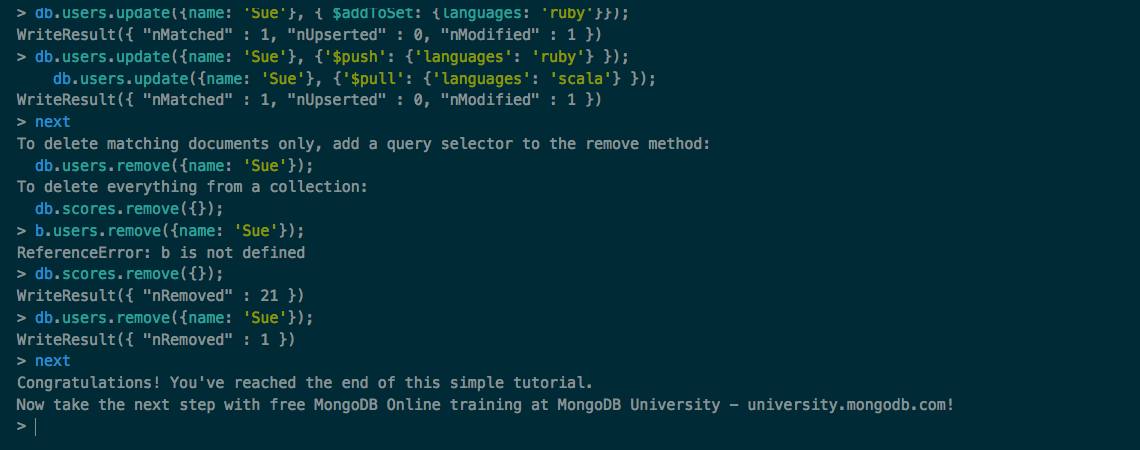 > db.users.update({name: 'Sue'}, { $addToSet: {languages: 'ruby'}});
WriteResult({ "nMatched" : 1, "nUpserted" : 0, "nModified" : 1 })
> db.users.update({name: 'Sue'}, {'$push': {'languages': 'ruby'} });
    db.users.update({name: 'Sue'}, {'$pull': {'languages': 'scala'} });
WriteResult({ "nMatched" : 1, "nUpserted" : 0, "nModified" : 1 })
> next
To delete matching documents only, add a query selector to the remove method:
  db.users.remove({name: 'Sue'});
To delete everything from a collection:
  db.scores.remove({});
> b.users.remove({name: 'Sue'});
ReferenceError: b is not defined
> db.scores.remove({});
WriteResult({ "nRemoved" : 21 })
> db.users.remove({name: 'Sue'});
WriteResult({ "nRemoved" : 1 })
> next
Congratulations! You've reached the end of this simple tutorial.
Now take the next step with free MongoDB Online training at MongoDB University – university.mongodb.com!
>